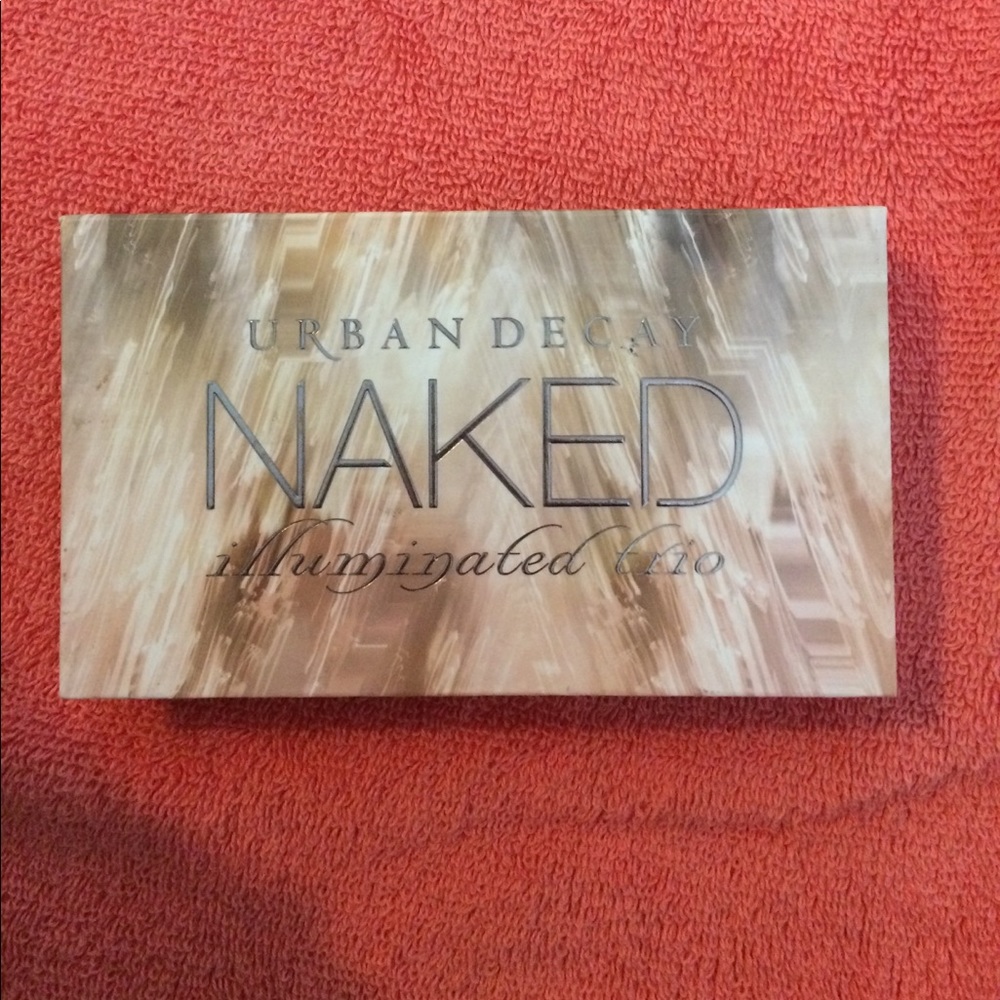 URBAN DECAY
NAKED
illuminated trio